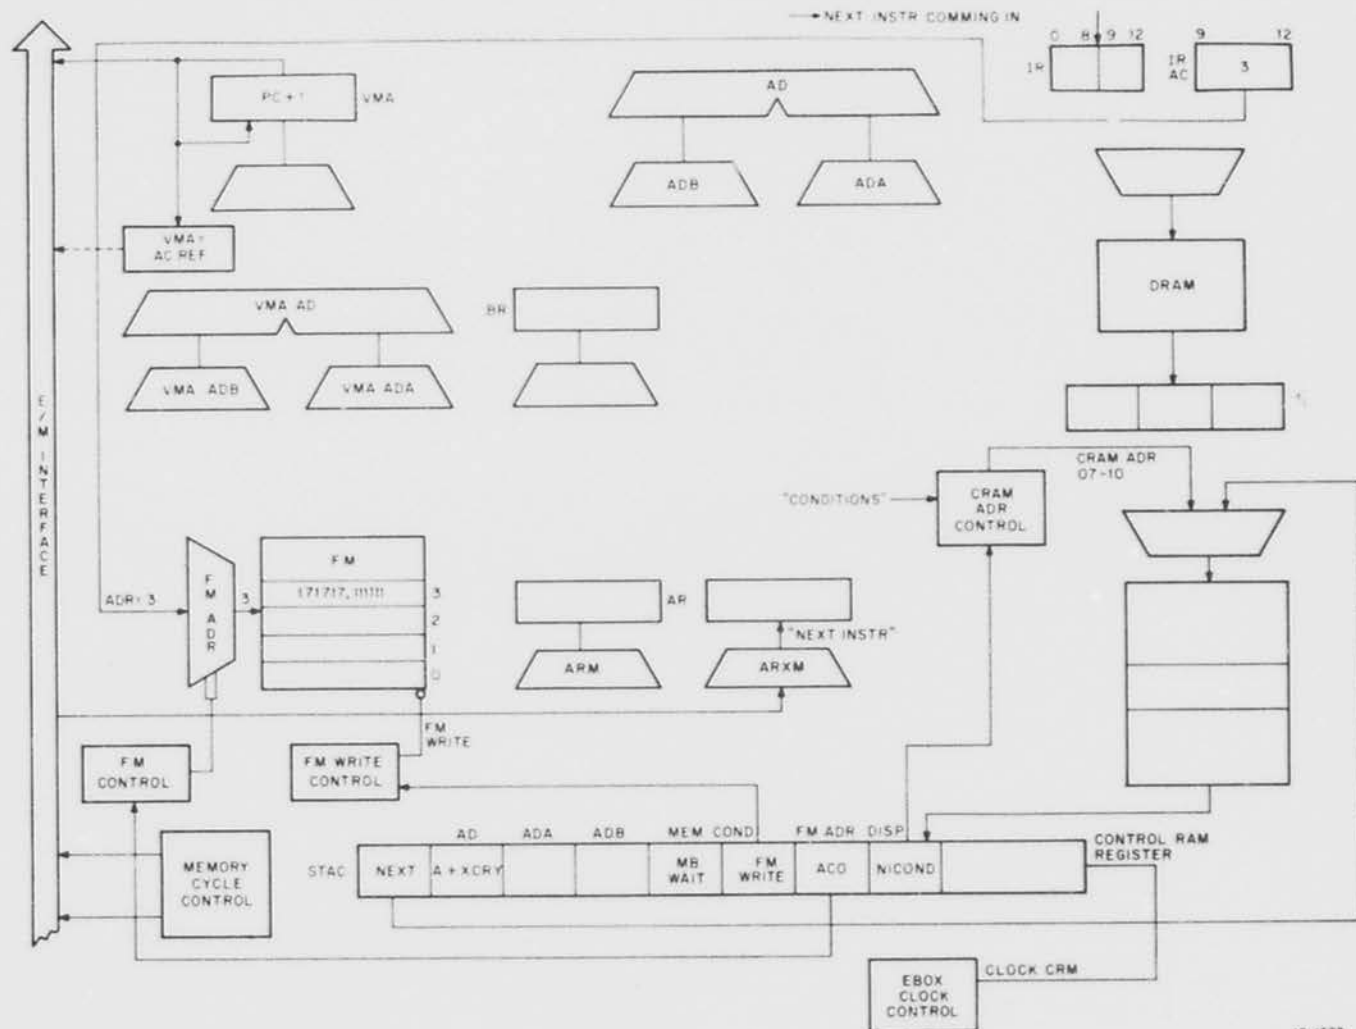 NEXT INSTR COMMING IN
0 8 9 12
9 12
IR
IR AC
3
PC+1
VMA
AD
ADB
ADA
VMA=
AC REF
DRAM
VMA AD
BR
VMA ADB
VMA ADA
E/M INTERFACE
CRAM ADR
07-10
"CONDITIONS"
CRAM
ADR
CONTROL
FM ADR
FM
ADR=3
3
171717,111111
3
2
1
0
AR
"NEXT INSTR"
ARM
ARXM
FM
WRITE
FM
CONTROL
FM WRITE
CONTROL
AD
ADA
ADB
MEM
COND
FM ADR
DISP
CONTROL RAM
REGISTER
MEMORY
CYCLE
CONTROL
STAC
NEXT
A+XCRY
MB
WAIT
FM
WRITE
AC0
NICOND
EBOX
CLOCK
CONTROL
CLOCK CRM